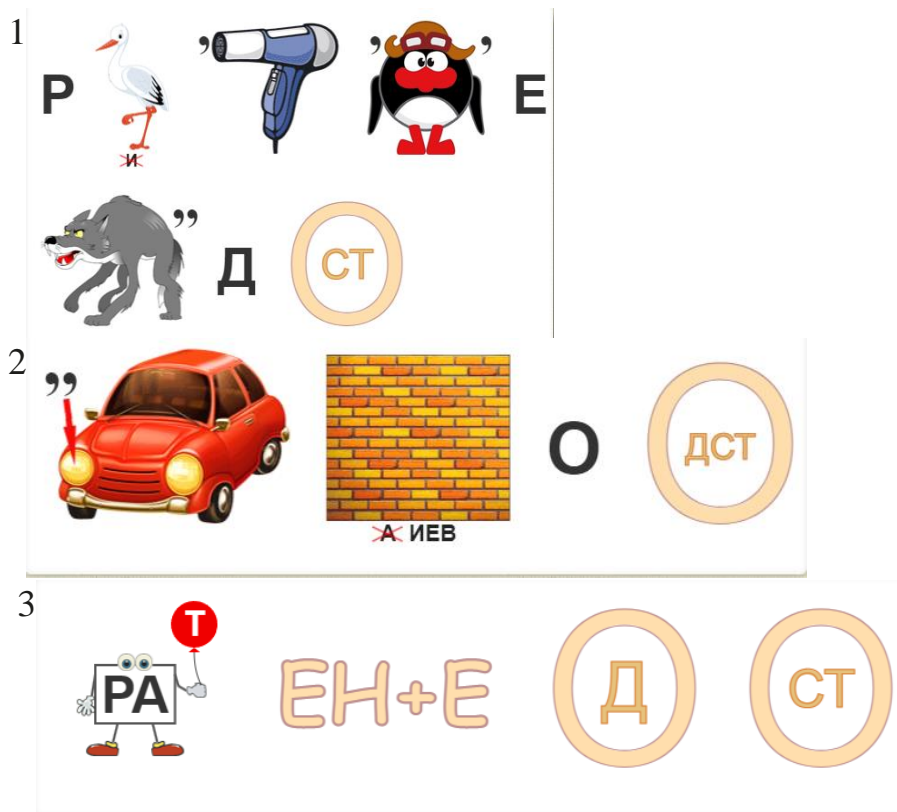 1
Р , , , Е
И
,, Д СТ
2
,,
О ДСТ
А ИЕВ
3
Т
РА ЕН+Е Д СТ